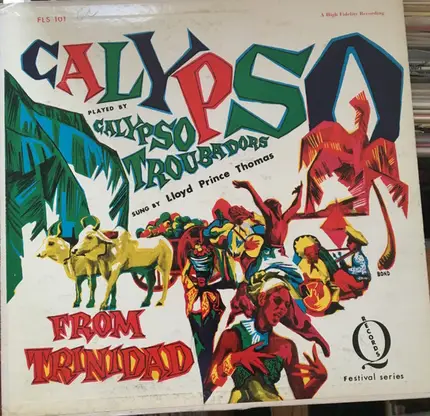 FLS 101
A High Fidelity Recording
CALYPSO
PLAYED BY
CALYPSO
TROUBADORS
SUNG BY Lloyd Prince Thomas
BOND
FROM
TRINIDAD
Q
RECORDS
Festival series